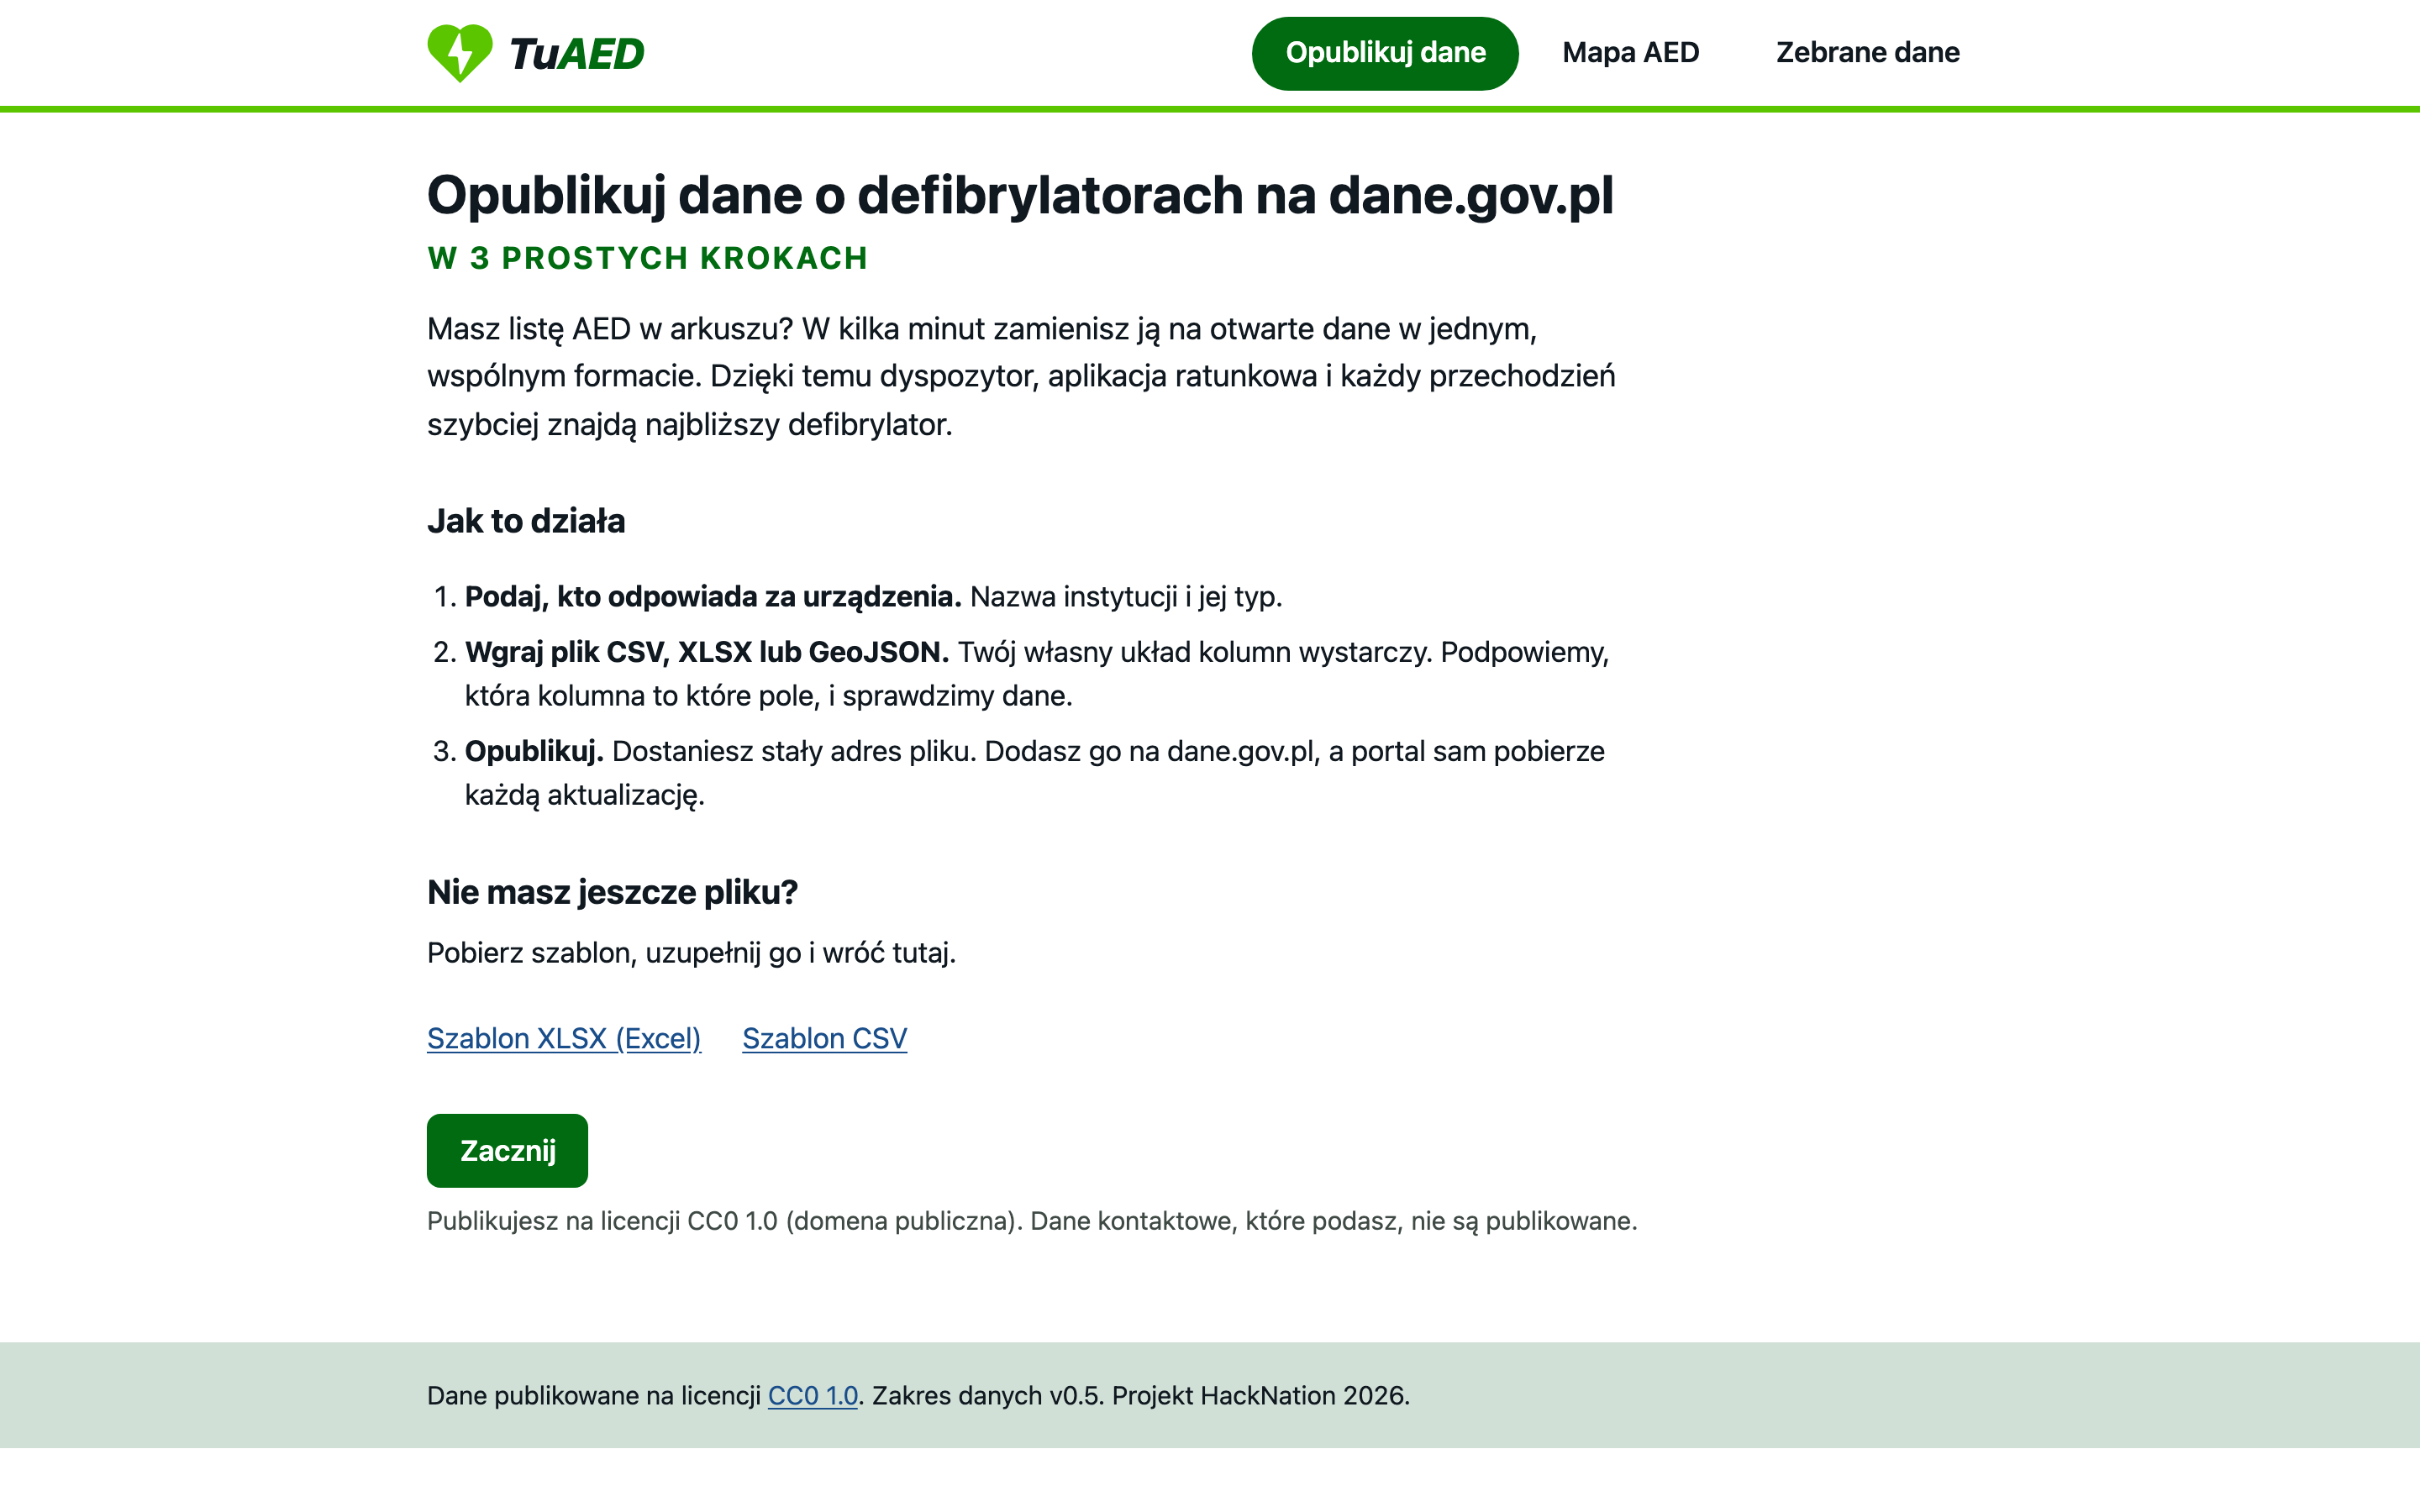 TuAED
Opublikuj dane
Mapa AED
Zebrane dane
Opublikuj dane o defibrylatorach na dane.gov.pl
W 3 PROSTYCH KROKACH
Masz listę AED w arkuszu? W kilka minut zamienisz ją na otwarte dane w jednym,
wspólnym formacie. Dzięki temu dyspozytor, aplikacja ratunkowa i każdy przechodzień
szybciej znajdą najbliższy defibrylator.
Jak to działa
1. Podaj, kto odpowiada za urządzenia. Nazwa instytucji i jej typ.
2. Wgraj plik CSV, XLSX lub GeoJSON. Twój własny układ kolumn wystarczy. Podpowiemy,
która kolumna to które pole, i sprawdzimy dane.
3. Opublikuj. Dostaniesz stały adres pliku. Dodasz go na dane.gov.pl, a portal sam pobierze
każdą aktualizację.
Nie masz jeszcze pliku?
Pobierz szablon, uzupełnij go i wróć tutaj.
Szablon XLSX (Excel)
Szablon CSV
Zacznij
Publikujesz na licencji CC0 1.0 (domena publiczna). Dane kontaktowe, które podasz, nie są publikowane.
Dane publikowane na licencji CC0 1.0. Zakres danych v0.5. Projekt HackNation 2026.